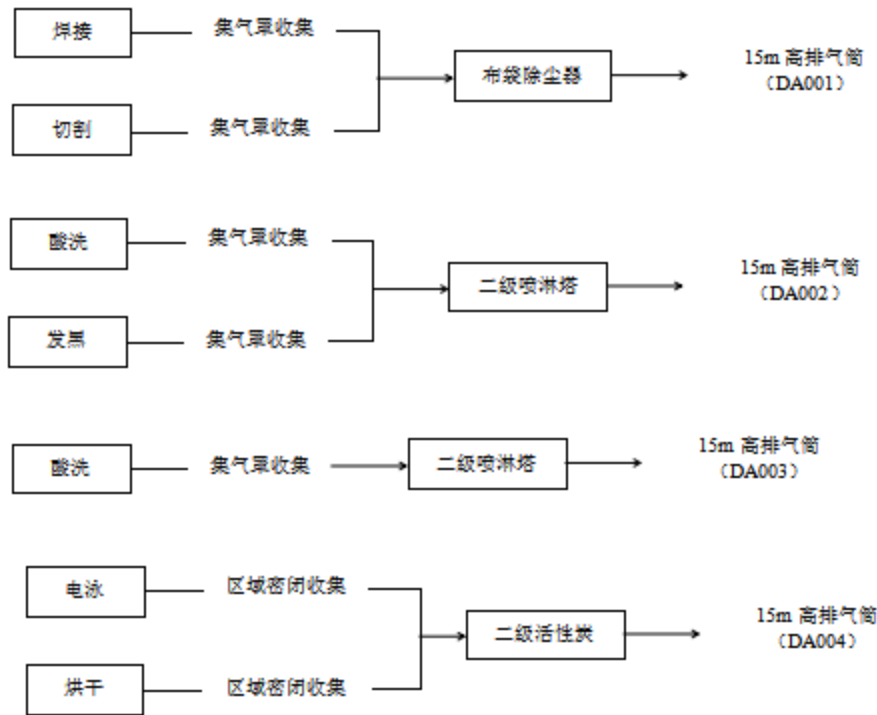 焊接
集气罩收集
切割
集气罩收集
布袋除尘器
15m 高排气筒
（DA001）
酸洗
集气罩收集
发黑
集气罩收集
二级喷淋塔
15m 高排气筒
（DA002）
酸洗
集气罩收集
二级喷淋塔
15m 高排气筒
（DA003）
电泳
区域密闭收集
烘干
区域密闭收集
二级活性炭
15m 高排气筒
（DA004）